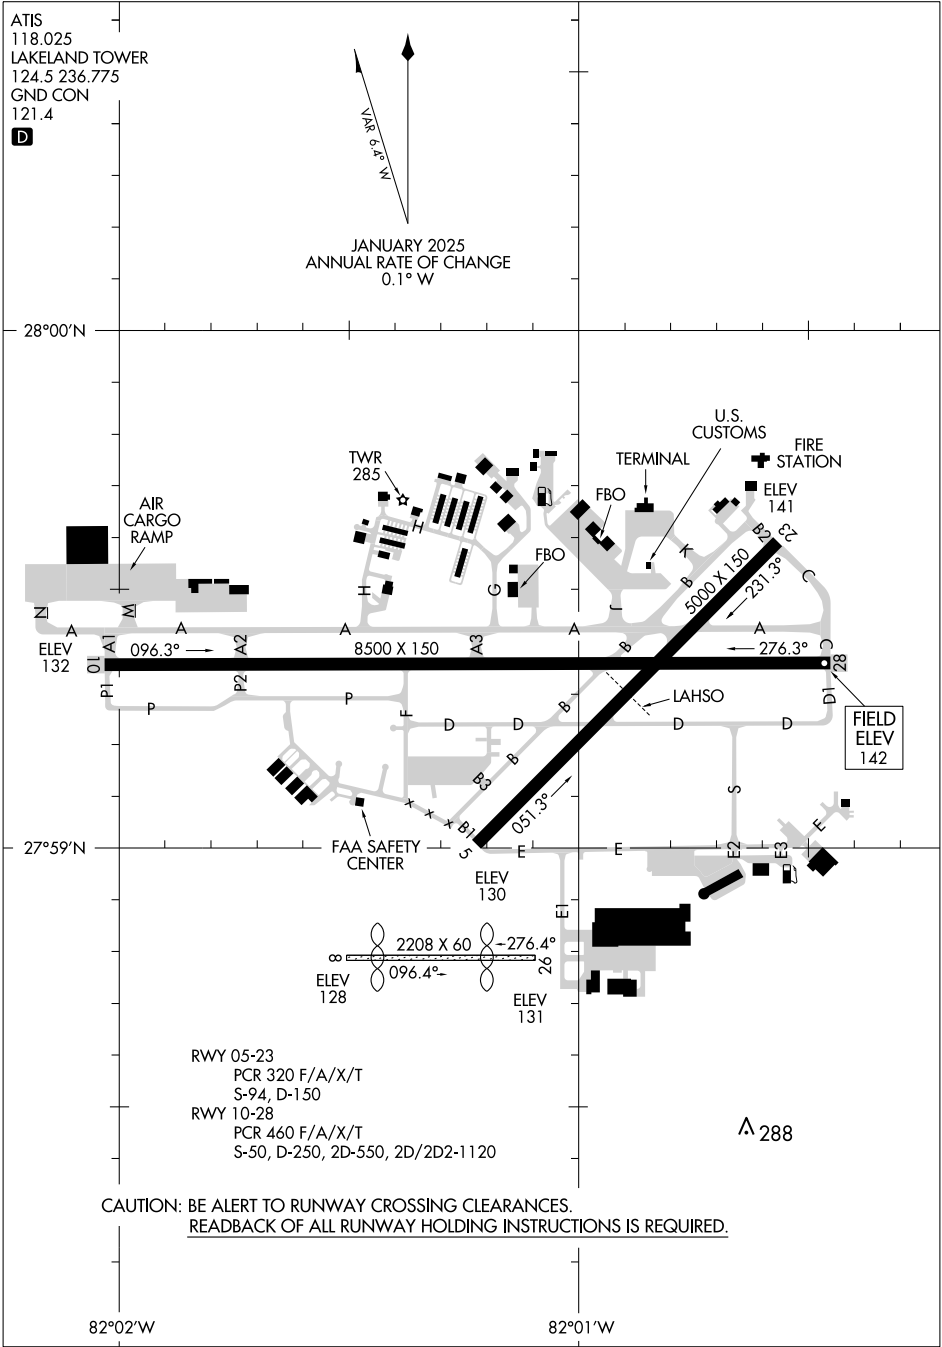 ATIS
118.025
LAKELAND TOWER
124.5 236.775
GND CON
121.4
D
VAR 6.4° W
JANUARY 2025
ANNUAL RATE OF CHANGE
0.1° W
28°00'N
U.S.
CUSTOMS
TERMINAL
FIRE
STATION
TWR
285
FBO
ELEV
141
AIR
CARGO
RAMP
H
FBO
B2
23
K
B
C
5000 X 150
231.3°
H
G
J
N
M
A
A
A
A
A
A1
A2
A3
B
C
ELEV
132
10
096.3°
8500 X 150
276.3°
28
P1
P2
P
P
F
B
LAHSO
D1
D
D
D
D
FIELD
ELEV
142
B
B3
S
051.3°
x
x
x
B1
5
E
27°59'N
FAA SAFETY
CENTER
E
E
E2
E3
ELEV
130
E1
2208 X 60
276.4°
8
096.4°
26
ELEV
128
ELEV
131
RWY 05-23
PCR 320 F/A/X/T
S-94, D-150
RWY 10-28
PCR 460 F/A/X/T
S-50, D-250, 2D-550, 2D/2D2-1120
288
CAUTION: BE ALERT TO RUNWAY CROSSING CLEARANCES.
READBACK OF ALL RUNWAY HOLDING INSTRUCTIONS IS REQUIRED.
82°02'W
82°01'W